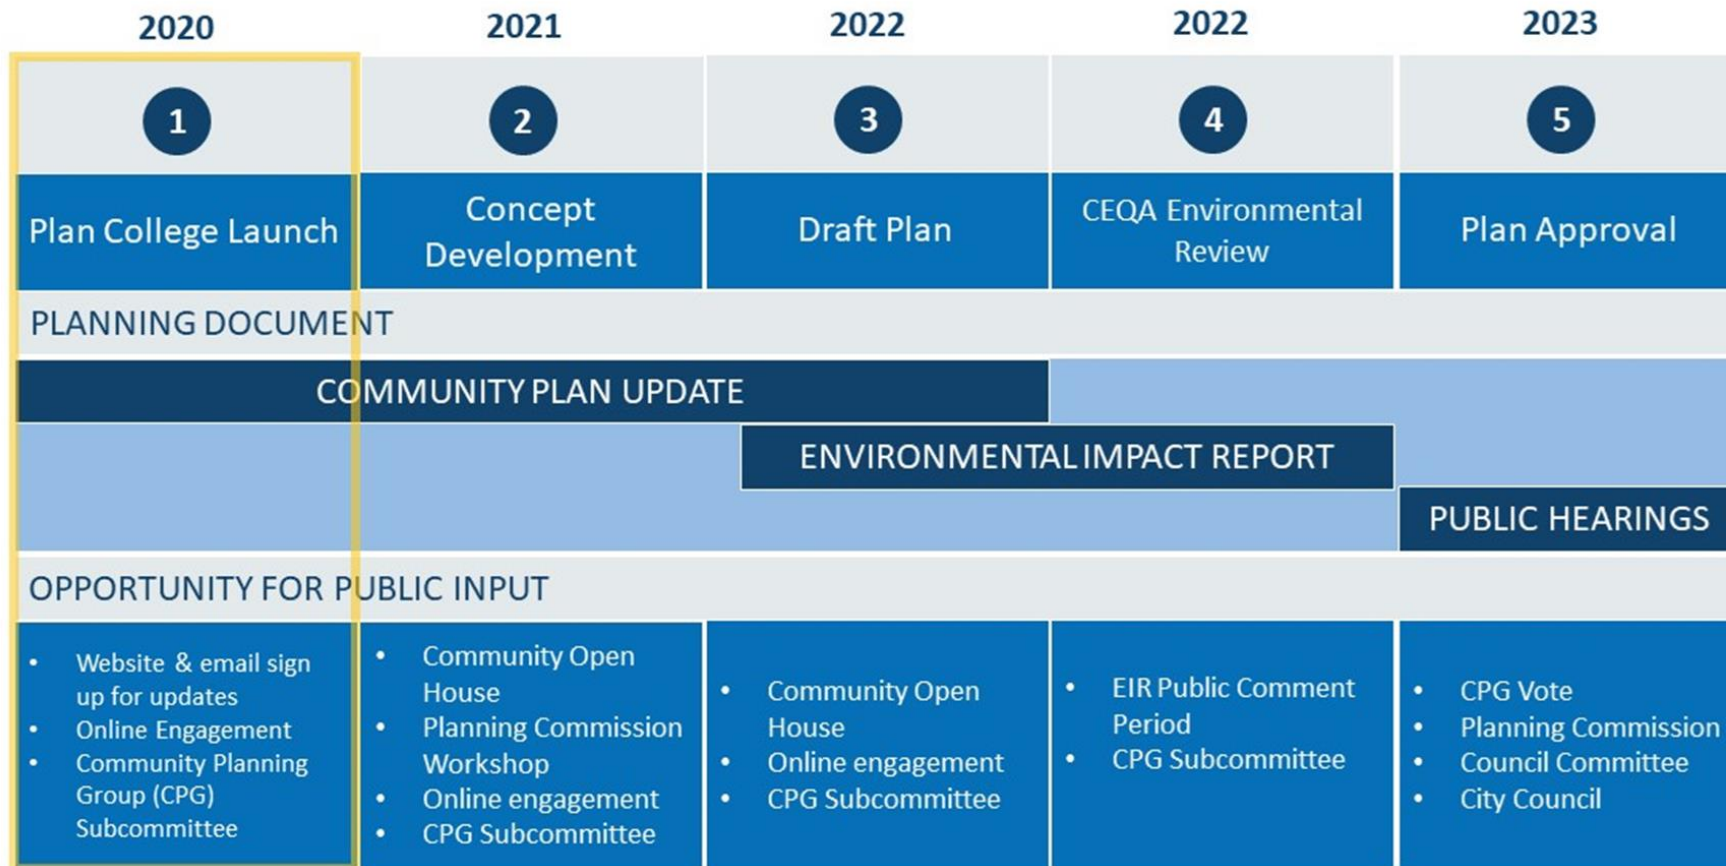 2020
2021
2022
2022
2023
1
2
3
4
5
Plan College Launch
Concept
Development
Draft Plan
CEQA Environmental
Review
Plan Approval
PLANNING DOCUMENT
COMMUNITY PLAN UPDATE
ENVIRONMENTAL IMPACT REPORT
PUBLIC HEARINGS
OPPORTUNITY FOR PUBLIC INPUT
• Website & email sign
up for updates
• Online Engagement
• Community Planning
Group (CPG)
Subcommittee
• Community Open
House
• Planning Commission
Workshop
• Online engagement
• CPG Subcommittee
• Community Open
House
• Online engagement
• CPG Subcommittee
• EIR Public Comment
Period
• CPG Subcommittee
• CPG Vote
• Planning Commission
• Council Committee
• City Council